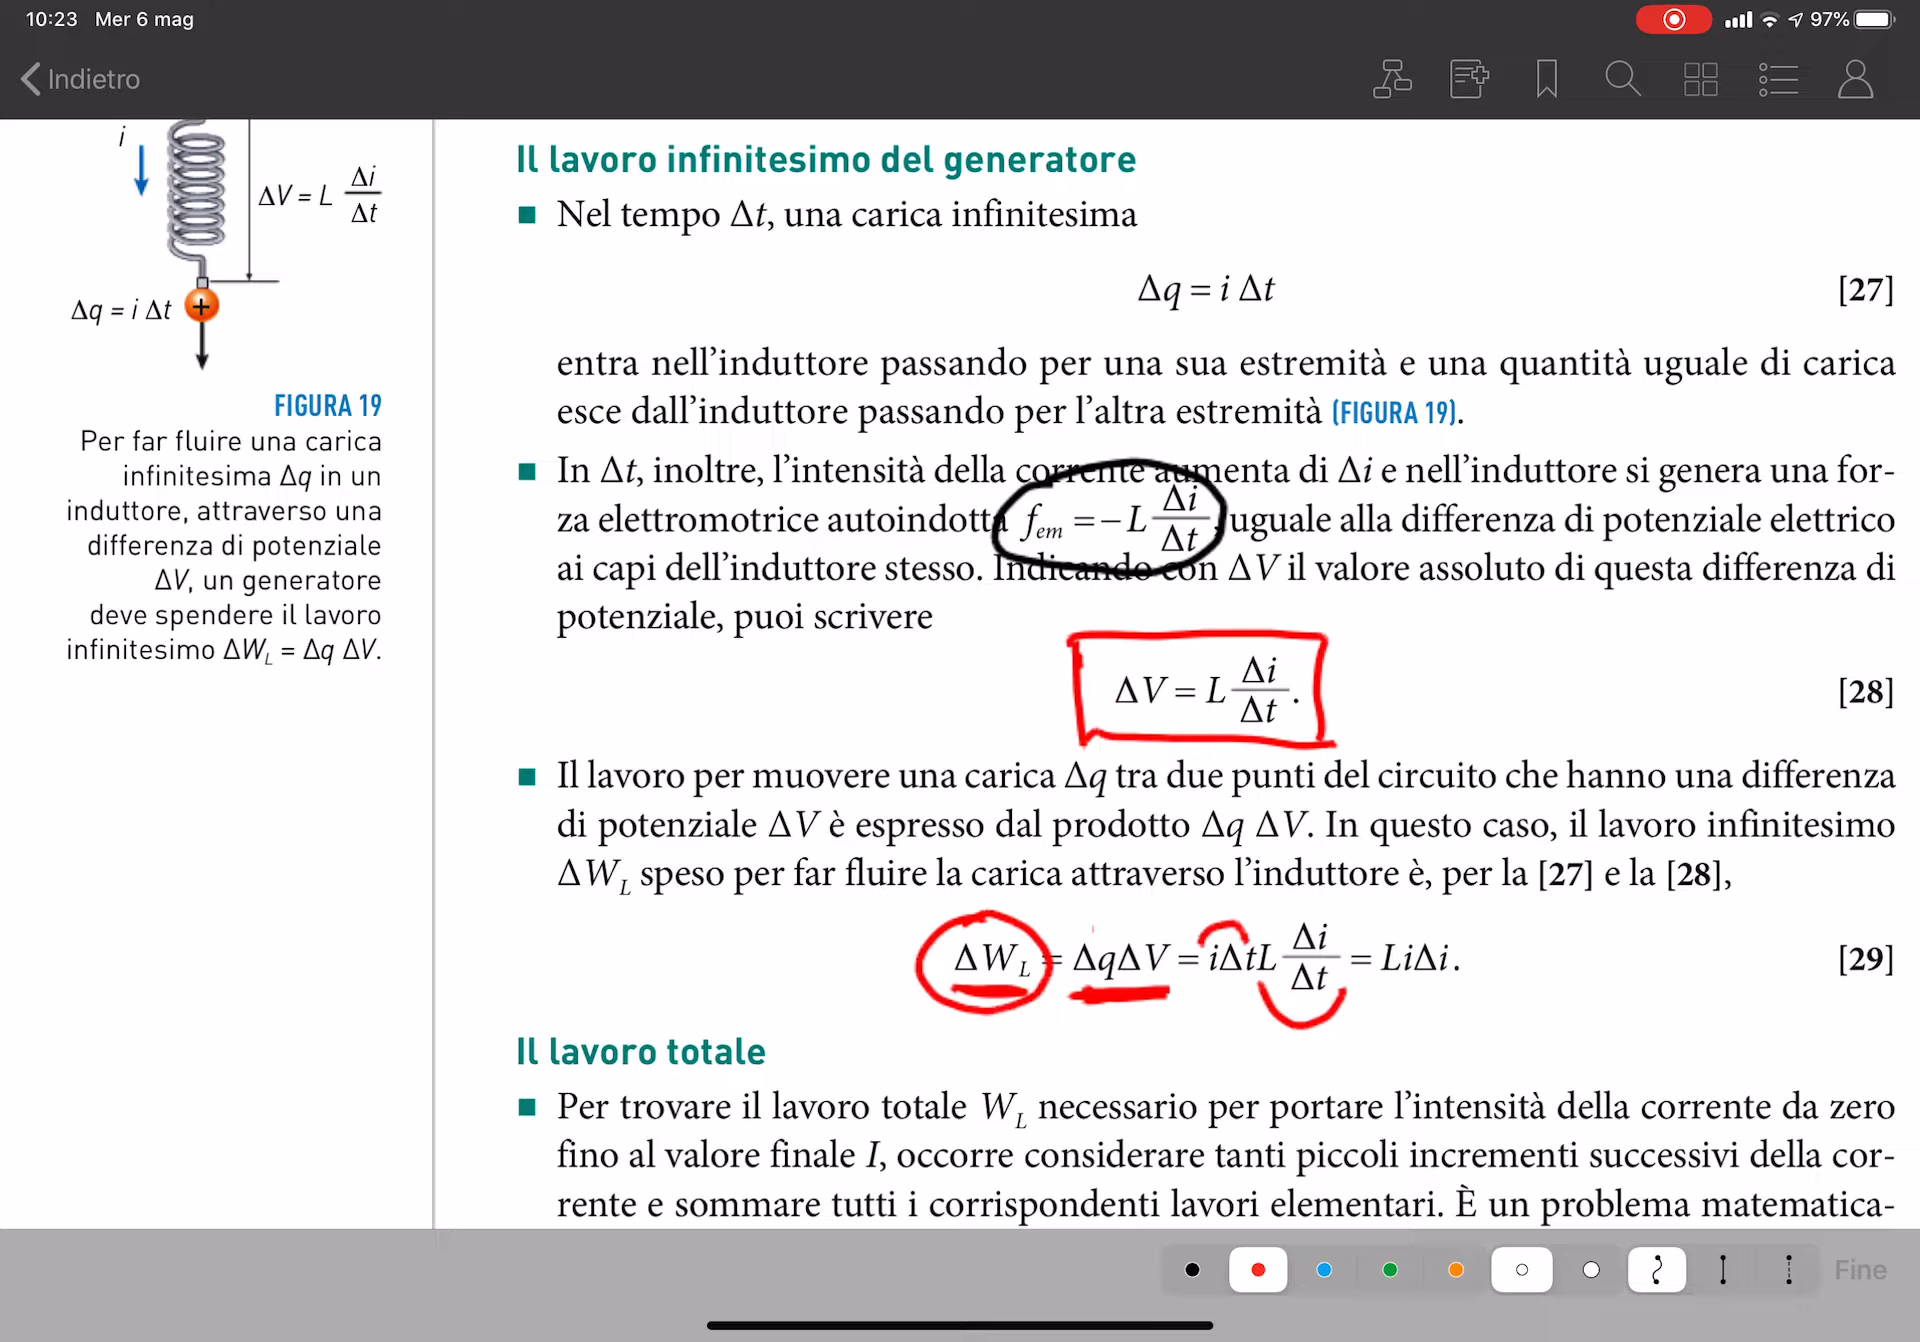 10:23 Mer 6 mag
97%
Indietro
i
ΔV = L Δi/Δt
Δq = i Δt
+
FIGURA 19
Per far fluire una carica
infinitesima Δq in un
induttore, attraverso una
differenza di potenziale
ΔV, un generatore
deve spendere il lavoro
infinitesimo ΔW_L = Δq ΔV.
Il lavoro infinitesimo del generatore
■ Nel tempo Δt, una carica infinitesima
Δq = i Δt [27]
entra nell’induttore passando per una sua estremità e una quantità uguale di carica
esce dall’induttore passando per l’altra estremità (FIGURA 19).
■ In Δt, inoltre, l’intensità della corrente aumenta di Δi e nell’induttore si genera una for-
za elettromotrice autoindotta f_em = −L Δi/Δt, uguale alla differenza di potenziale elettrico
ai capi dell’induttore stesso. Indicando con ΔV il valore assoluto di questa differenza di
potenziale, puoi scrivere
ΔV = L Δi/Δt. [28]
■ Il lavoro per muovere una carica Δq tra due punti del circuito che hanno una differenza
di potenziale ΔV è espresso dal prodotto Δq ΔV. In questo caso, il lavoro infinitesimo
ΔW_L speso per far fluire la carica attraverso l’induttore è, per la [27] e la [28],
ΔW_L = ΔqΔV = iΔtL Δi/Δt = LiΔi. [29]
Il lavoro totale
■ Per trovare il lavoro totale W_L necessario per portare l’intensità della corrente da zero
fino al valore finale I, occorre considerare tanti piccoli incrementi successivi della cor-
rente e sommare tutti i corrispondenti lavori elementari. È un problema matematica-
Fine